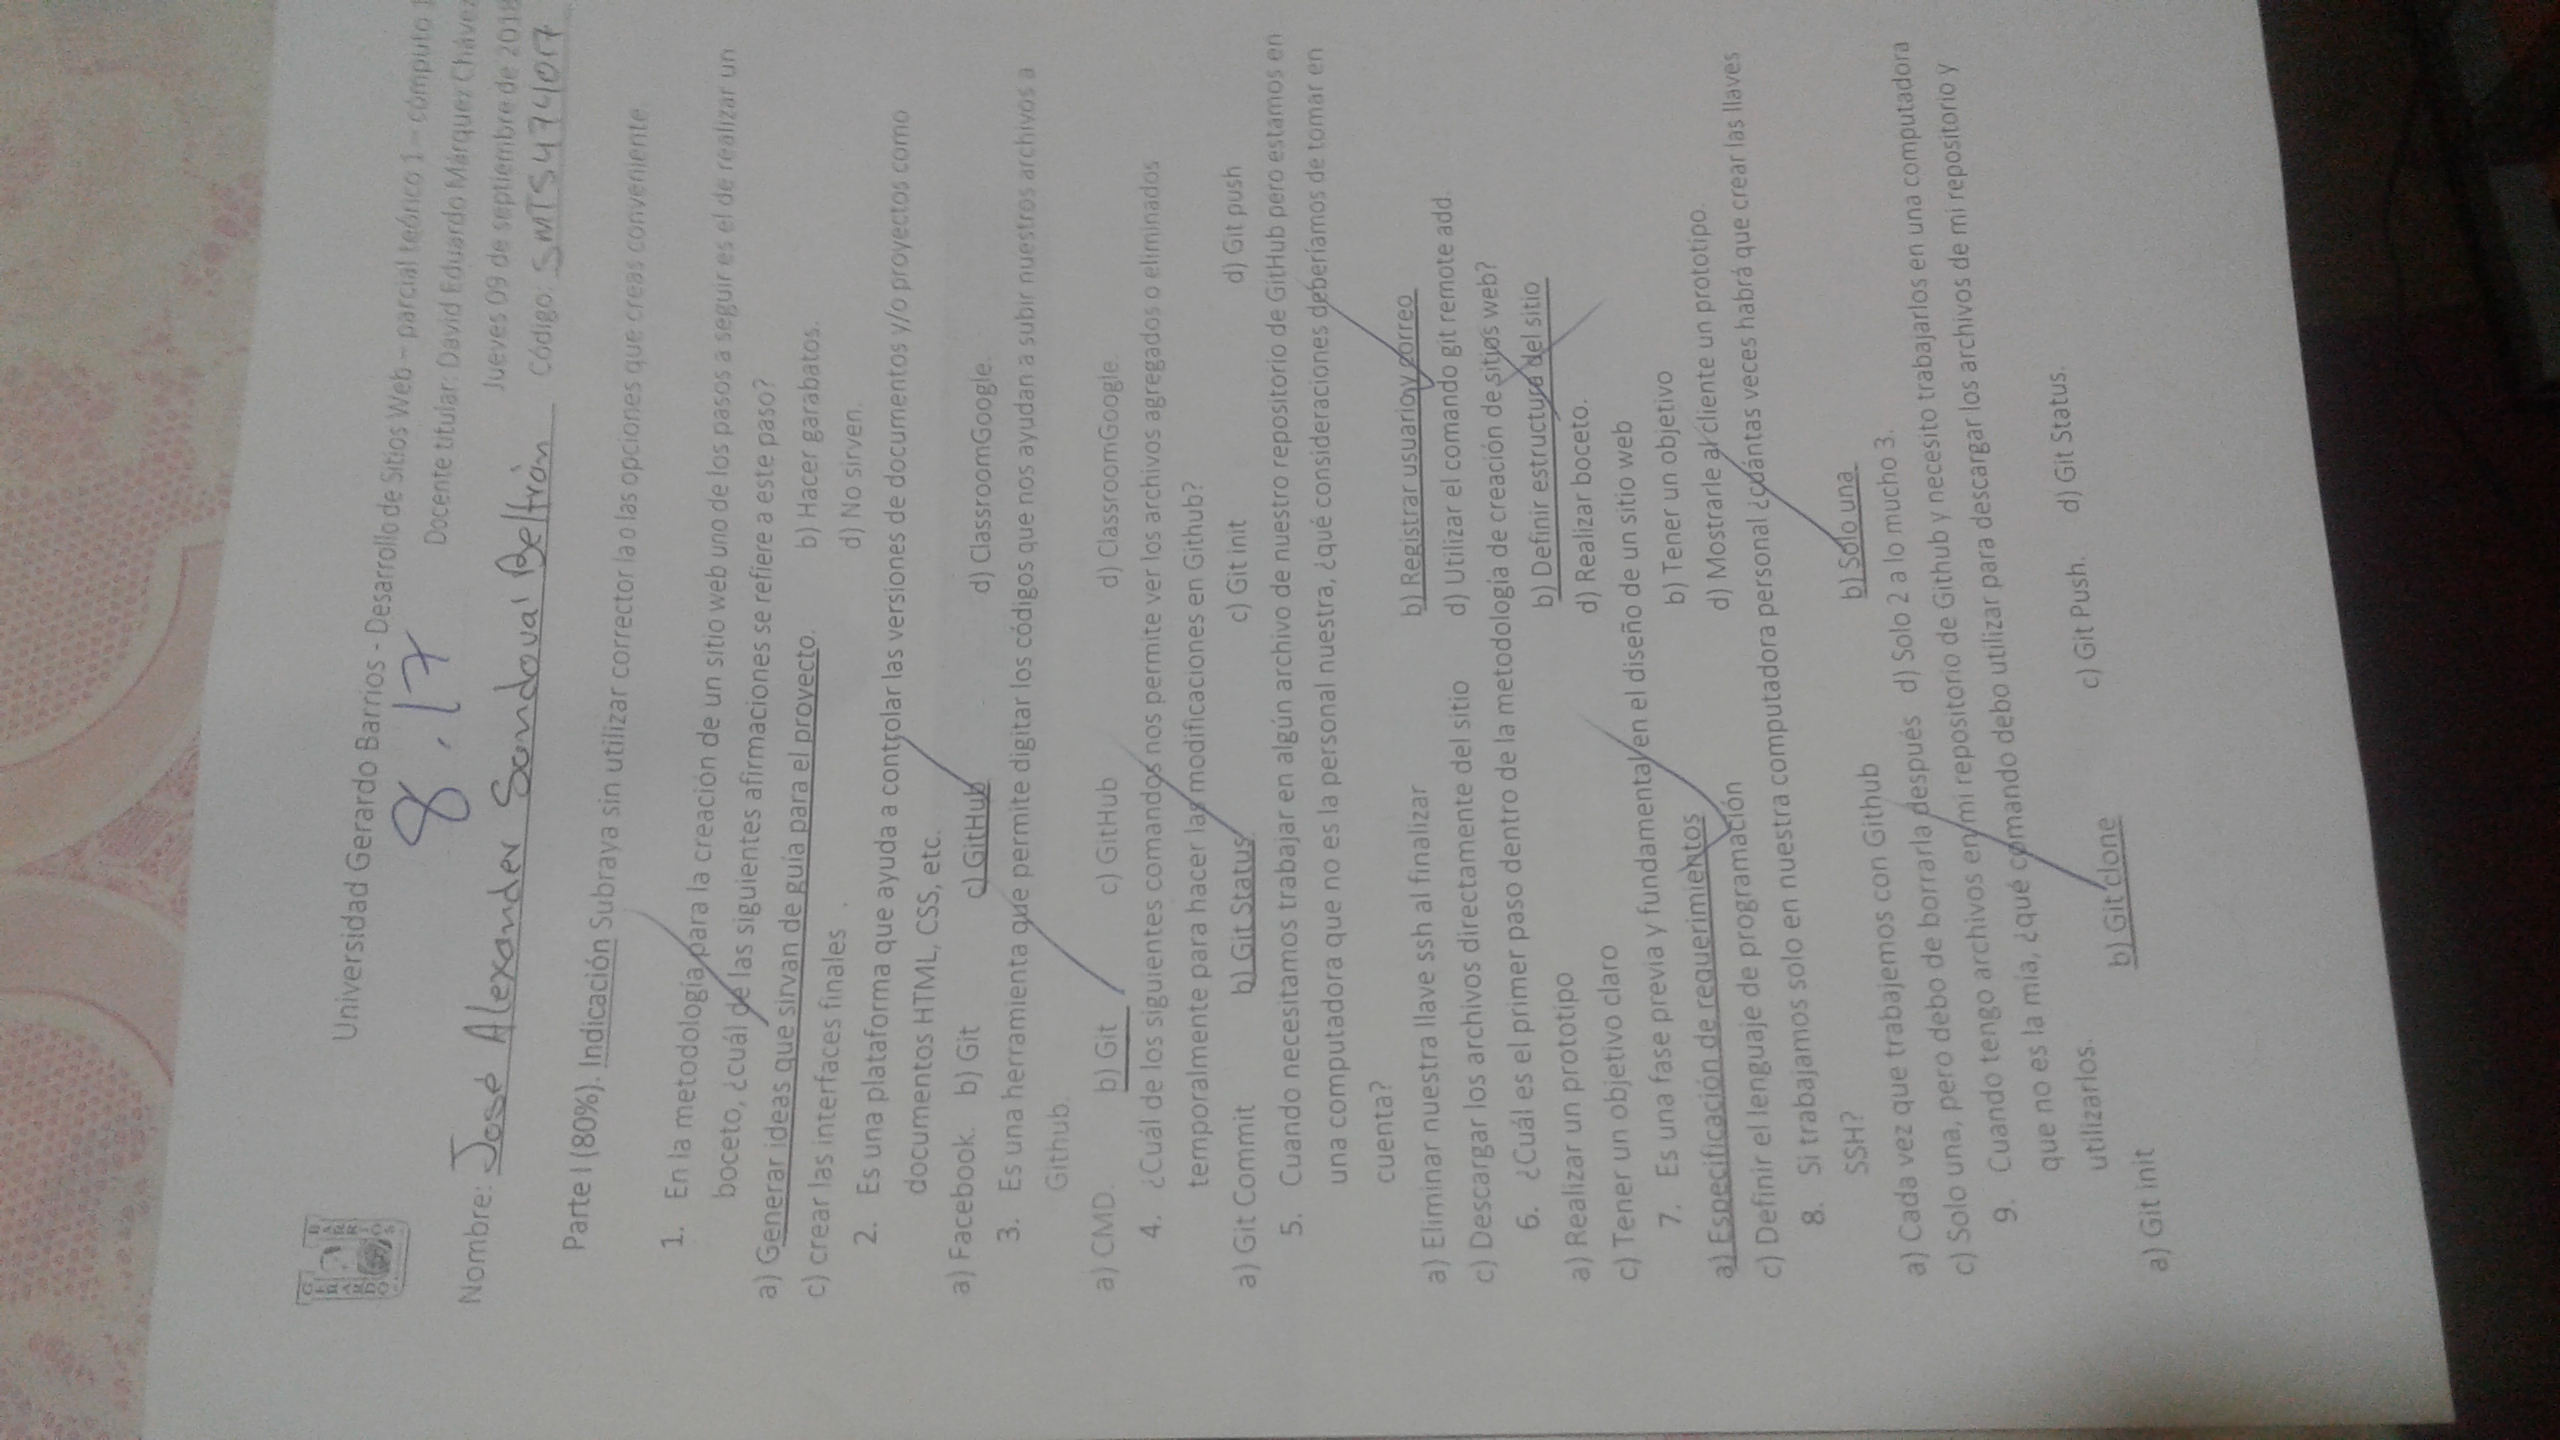 GERARDO BARRIOS
Universidad Gerardo Barrios - Desarrollo de Sitios Web – parcial teórico 1 – cómputo 1
8.17
Docente titular: David Eduardo Márquez Chávez
Jueves 09 de septiembre de 2018
Nombre: José Alexander Sandoval Beltrán Código: SMTS474017
Parte I (80%). Indicación Subraya sin utilizar corrector la o las opciones que creas conveniente.
1. En la metodología para la creación de un sitio web uno de los pasos a seguir es el de realizar un
boceto, ¿cuál de las siguientes afirmaciones se refiere a este paso?
a) Generar ideas que sirvan de guía para el proyecto. b) Hacer garabatos.
c) crear las interfaces finales . d) No sirven.
2. Es una plataforma que ayuda a controlar las versiones de documentos y/o proyectos como
documentos HTML, CSS, etc.
a) Facebook. b) Git c) GitHub d) ClassroomGoogle.
3. Es una herramienta que permite digitar los códigos que nos ayudan a subir nuestros archivos a
Github.
a) CMD. b) Git c) GitHub d) ClassroomGoogle.
4. ¿Cuál de los siguientes comandos nos permite ver los archivos agregados o eliminados
temporalmente para hacer las modificaciones en Github?
a) Git Commit b) Git Status c) Git init d) Git push
5. Cuando necesitamos trabajar en algún archivo de nuestro repositorio de GitHub pero estamos en
una computadora que no es la personal nuestra, ¿qué consideraciones deberíamos de tomar en
cuenta?
a) Eliminar nuestra llave ssh al finalizar b) Registrar usuario y correo
c) Descargar los archivos directamente del sitio d) Utilizar el comando git remote add.
6. ¿Cuál es el primer paso dentro de la metodología de creación de sitios web?
a) Realizar un prototipo b) Definir estructura del sitio
c) Tener un objetivo claro d) Realizar boceto.
7. Es una fase previa y fundamental en el diseño de un sitio web
a) Especificación de requerimientos b) Tener un objetivo
c) Definir el lenguaje de programación d) Mostrarle al cliente un prototipo.
8. Si trabajamos solo en nuestra computadora personal ¿cuántas veces habrá que crear las llaves
SSH?
a) Cada vez que trabajemos con Github b) Solo una
c) Solo una, pero debo de borrarla después d) Solo 2 a lo mucho 3.
9. Cuando tengo archivos en mi repositorio de Github y necesito trabajarlos en una computadora
que no es la mía, ¿qué comando debo utilizar para descargar los archivos de mi repositorio y
utilizarlos.
a) Git init b) Git clone c) Git Push. d) Git Status.